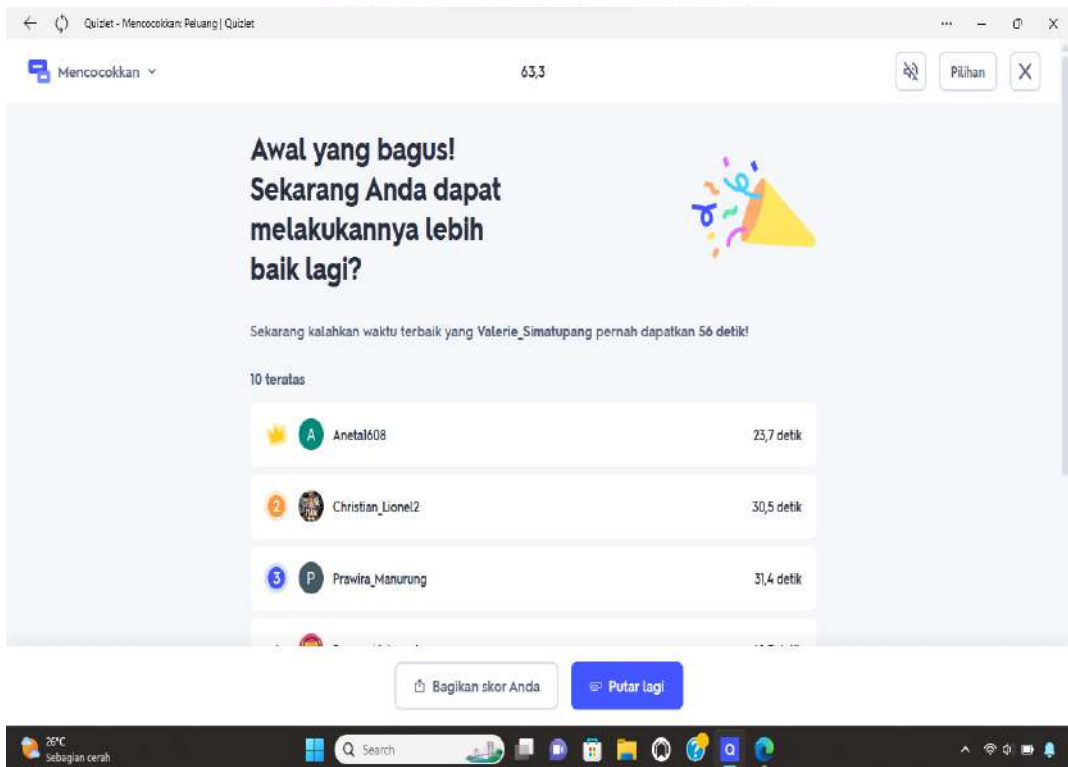 Quizlet - Mencocokkan: Peluang | Quizlet
Mencocokkan
63,3
Pilihan
Awal yang bagus!
Sekarang Anda dapat
melakukannya lebih
baik lagi?
Sekarang kalahkan waktu terbaik yang Valerie_Simatupang pernah dapatkan 56 detik!
10 teratas
A Anetal608 23,7 detik
2 Christian_Lionel2 30,5 detik
3 P Prawira_Manurung 31,4 detik
Bagikan skor Anda
Putar lagi
26°C
Sebagian cerah
Search